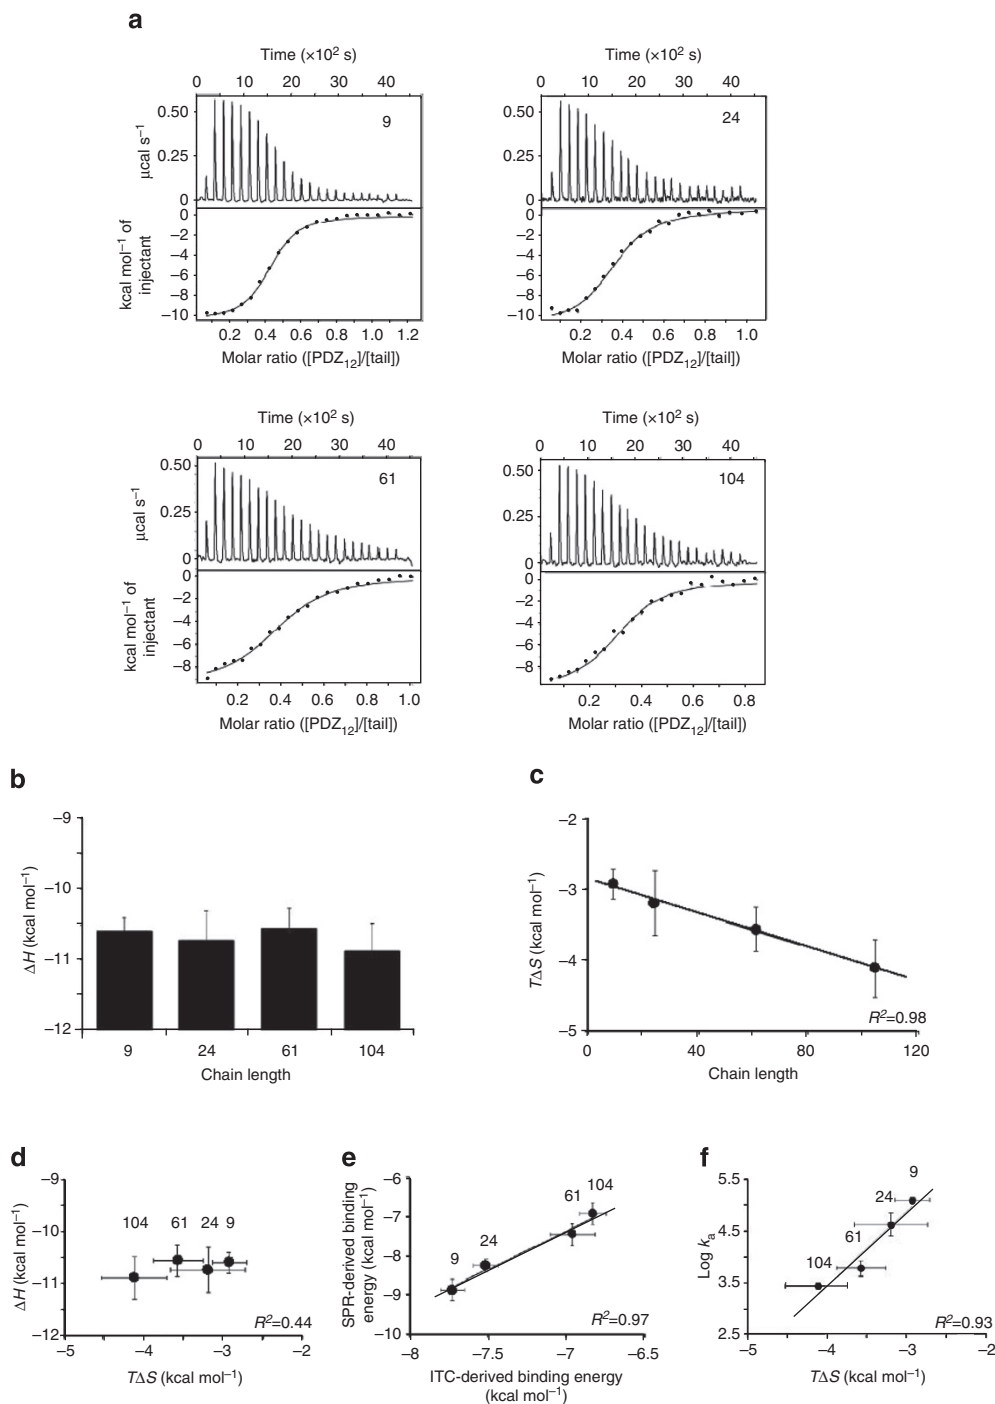 a
Time (×10² s)
0 10 20 30 40
0.50
0.25
0
µcal s⁻¹
9
0
–2
–4
–6
–8
–10
kcal mol⁻¹ of injectant
0.2 0.4 0.6 0.8 1.0 1.2
Molar ratio ([PDZ₁₂]/[tail])
Time (×10² s)
0 10 20 30 40
0.50
0.25
0
24
0
–2
–4
–6
–8
–10
0.2 0.4 0.6 0.8 1.0
Molar ratio ([PDZ₁₂]/[tail])
Time (×10² s)
0 10 20 30 40
0.50
0.25
0
µcal s⁻¹
61
0
–2
–4
–6
–8
kcal mol⁻¹ of injectant
0.2 0.4 0.6 0.8 1.0
Molar ratio ([PDZ₁₂]/[tail])
Time (×10² s)
0 10 20 30 40
0.50
0.25
0
104
0
–2
–4
–6
–8
0.2 0.4 0.6 0.8
Molar ratio ([PDZ₁₂]/[tail])
b
–9
–10
–11
–12
ΔH (kcal mol⁻¹)
9 24 61 104
Chain length
c
–2
–3
–4
–5
TΔS (kcal mol⁻¹)
R²=0.98
0 40 80 120
Chain length
d
–9
–10
–11
–12
ΔH (kcal mol⁻¹)
104 61 24 9
R²=0.44
–5 –4 –3 –2
TΔS (kcal mol⁻¹)
e
–6
–7
–8
–9
–10
SPR-derived binding energy (kcal mol⁻¹)
9 24 61 104
R²=0.97
–8 –7.5 –7 –6.5
ITC-derived binding energy
(kcal mol⁻¹)
f
5.5
4.5
3.5
2.5
Log kₐ
9
24
61
104
R²=0.93
–5 –4 –3 –2
TΔS (kcal mol⁻¹)